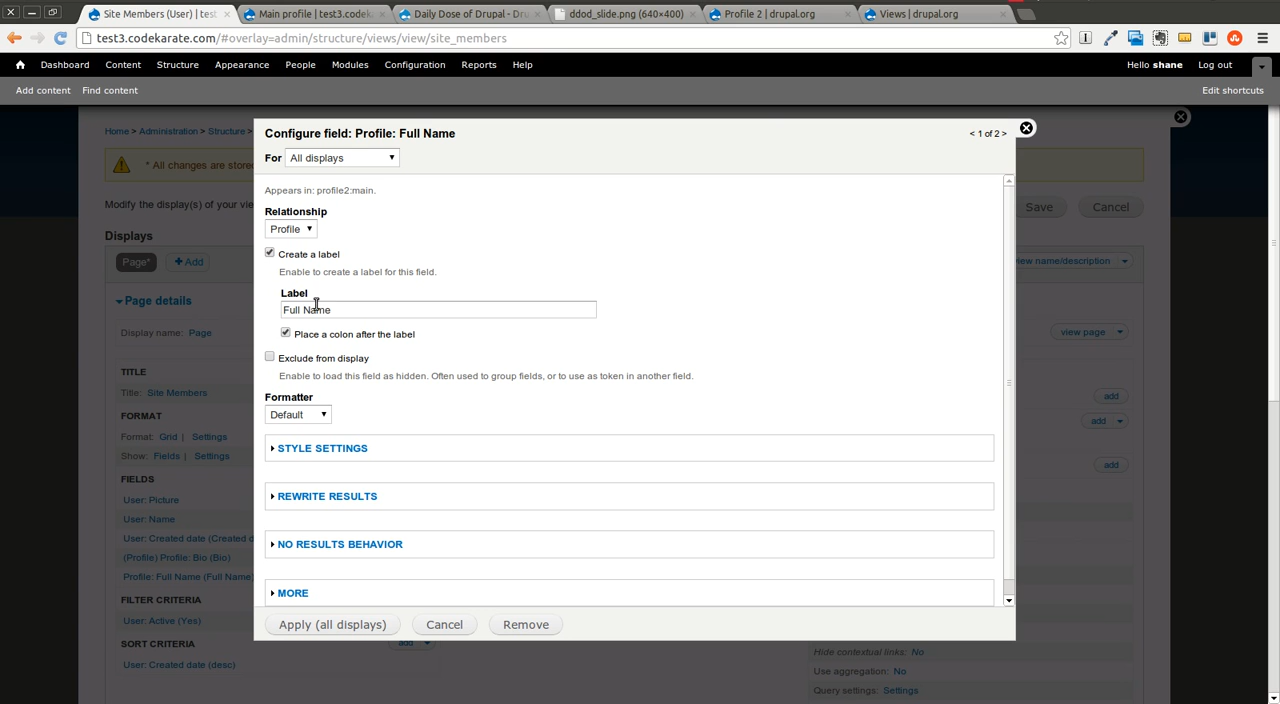 Site Members (User) | test
Main profile | test3.codek
Daily Dose of Drupal - Dru
ddod_slide.png (640×400)
Profile 2 | drupal.org
Views | drupal.org
test3.codekarate.com/#overlay=admin/structure/views/view/site_members
Dashboard Content Structure Appearance People Modules Configuration Reports Help Hello shane Log out
Add content Find content Edit shortcuts
Home > Administration > Structure >
Configure field: Profile: Full Name < 1 of 2 >
For All displays
* All changes are store
Appears in: profile2:main.
Modify the display(s) of your vie
Save Cancel
Relationship
Profile
Displays
Page* Add
Create a label
Enable to create a label for this field.
view name/description
Label
Full Name
Page details
Display name: Page
Place a colon after the label
view page
Exclude from display
Enable to load this field as hidden. Often used to group fields, or to use as token in another field.
TITLE
Title: Site Members
add
Formatter
Default
FORMAT
Format: Grid | Settings
add
Show: Fields | Settings
STYLE SETTINGS
add
FIELDS
User: Picture
REWRITE RESULTS
User: Name
User: Created date (Created d
NO RESULTS BEHAVIOR
(Profile) Profile: Bio (Bio)
Profile: Full Name (Full Name)
MORE
FILTER CRITERIA
User: Active (Yes)
Apply (all displays) Cancel Remove
SORT CRITERIA
add
User: Created date (desc)
Hide contextual links: No
Use aggregation: No
Query settings: Settings